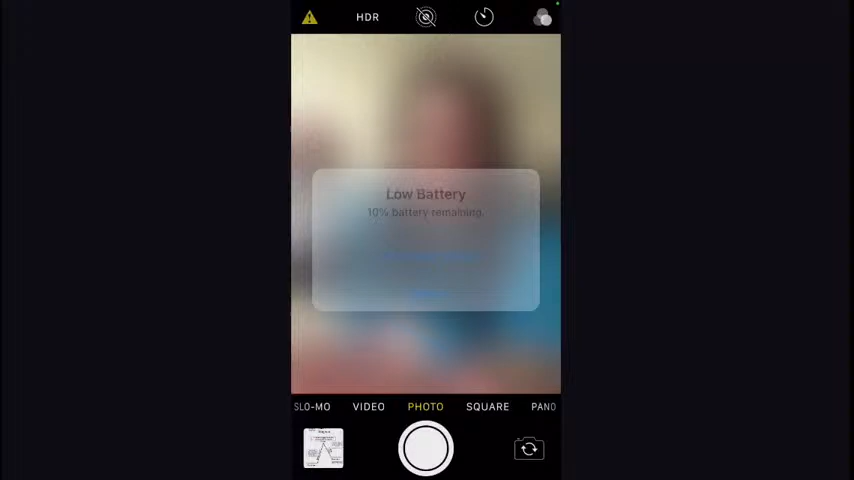 HDR
Low Battery
10% battery remaining.
SLO-MO VIDEO PHOTO SQUARE PANO